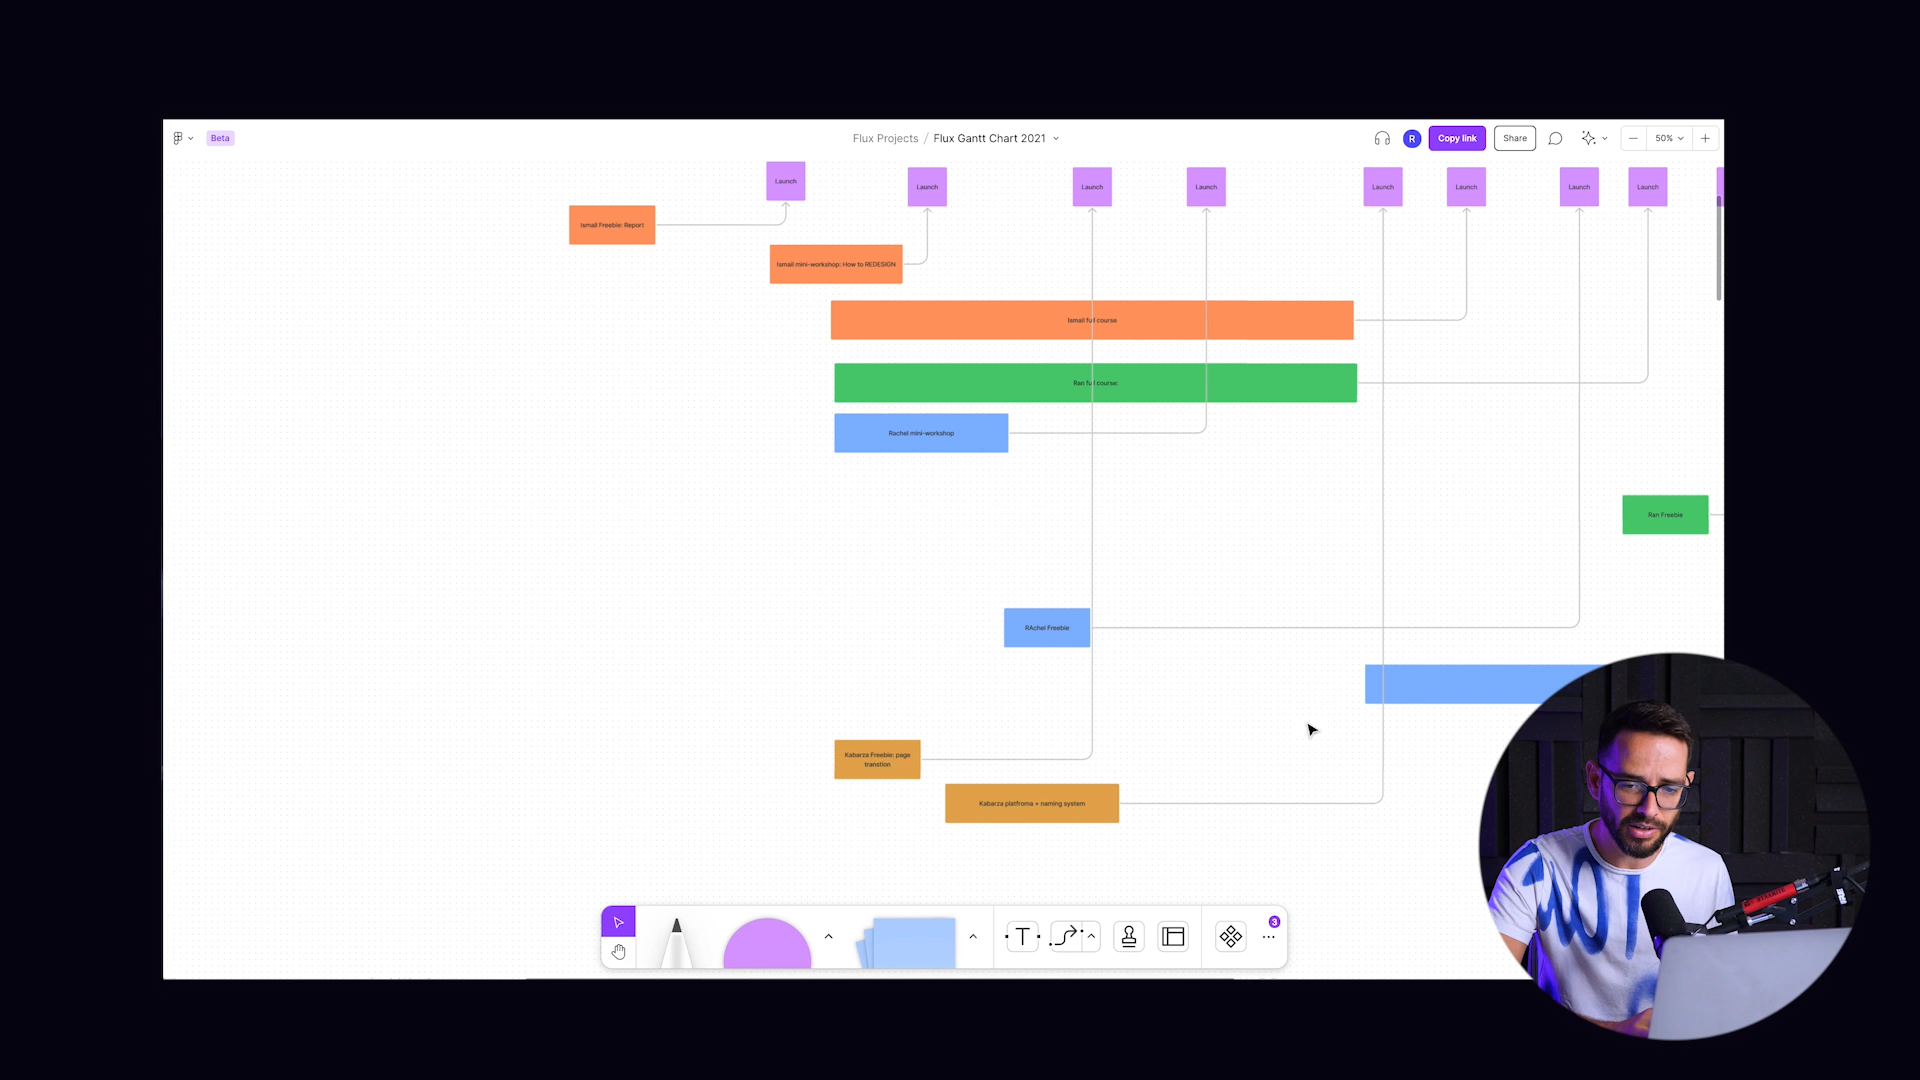 Beta
Flux Projects / Flux Gantt Chart 2021
R
Copy link
Share
50%
Launch
Launch
Launch
Launch
Launch
Launch
Launch
Launch
Ismail Freebie: Report
Ismail mini-workshop: How to REDESIGN
Ismail full course
Ran full course:
Rachel mini-workshop
Ran Freebie
RAchel Freebie
Kabarza Freebie: page
transtion
Kabarza platfroma + naming system
T
3